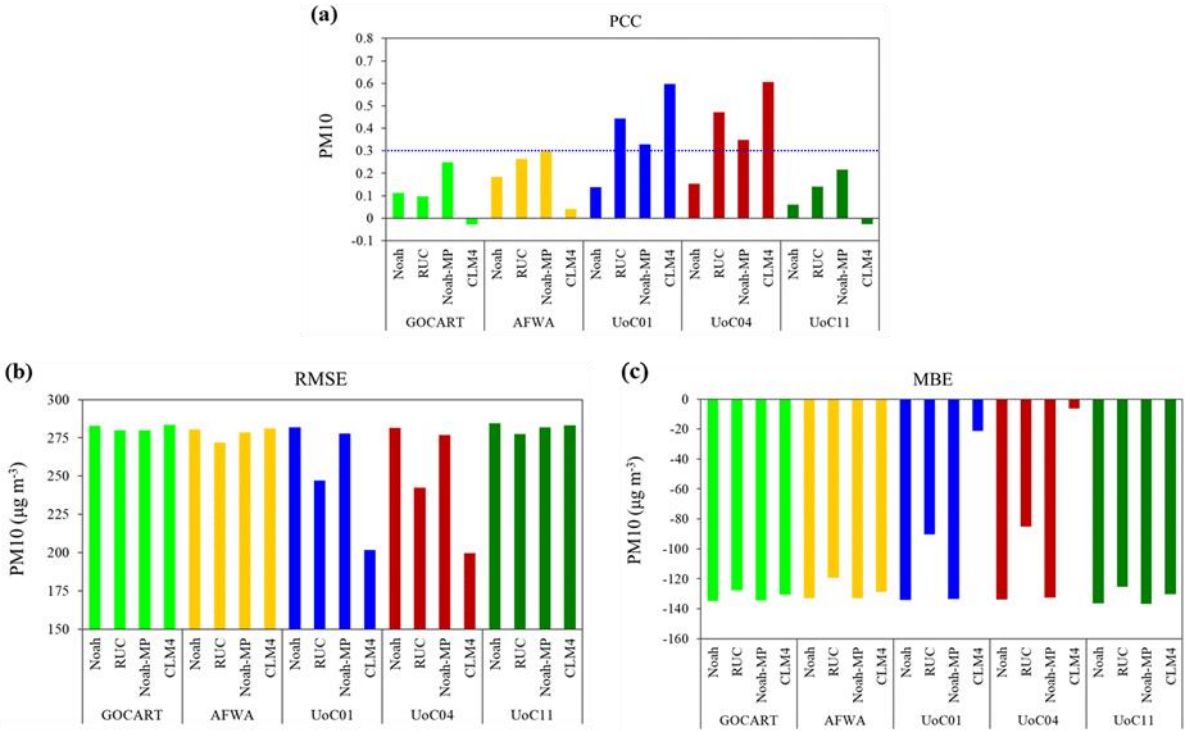 (a)
PCC
PM10
0.8
0.7
0.6
0.5
0.4
0.3
0.2
0.1
0
-0.1
Noah RUC Noah-MP CLM4 Noah RUC Noah-MP CLM4 Noah RUC Noah-MP CLM4 Noah RUC Noah-MP CLM4 Noah RUC Noah-MP CLM4
GOCART AFWA UoC01 UoC04 UoC11
(b)
RMSE
PM10 (µg m⁻³)
300
275
250
225
200
175
150
Noah RUC Noah-MP CLM4 Noah RUC Noah-MP CLM4 Noah RUC Noah-MP CLM4 Noah RUC Noah-MP CLM4 Noah RUC Noah-MP CLM4
GOCART AFWA UoC01 UoC04 UoC11
(c)
MBE
PM10 (µg m⁻³)
0
-20
-40
-60
-80
-100
-120
-140
-160
Noah RUC Noah-MP CLM4 Noah RUC Noah-MP CLM4 Noah RUC Noah-MP CLM4 Noah RUC Noah-MP CLM4 Noah RUC Noah-MP CLM4
GOCART AFWA UoC01 UoC04 UoC11